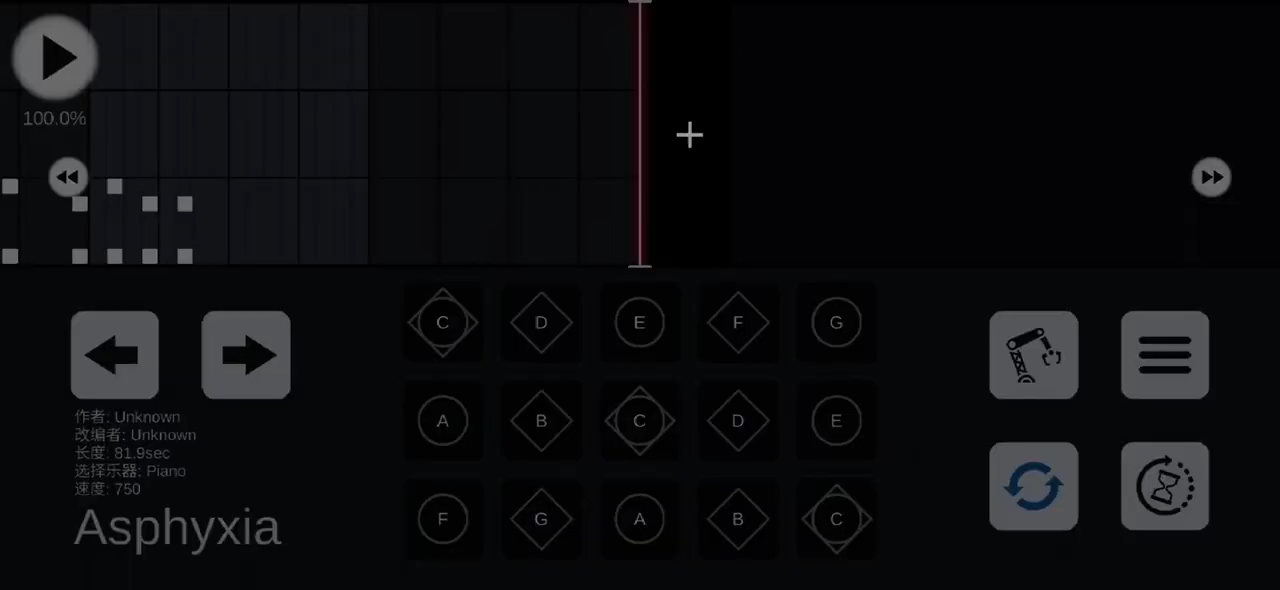 100.0%
C D E F G
A B C D E
F G A B C
作者: Unknown
改编者: Unknown
长度: 81.9sec
选择乐器: Piano
速度: 750
Asphyxia